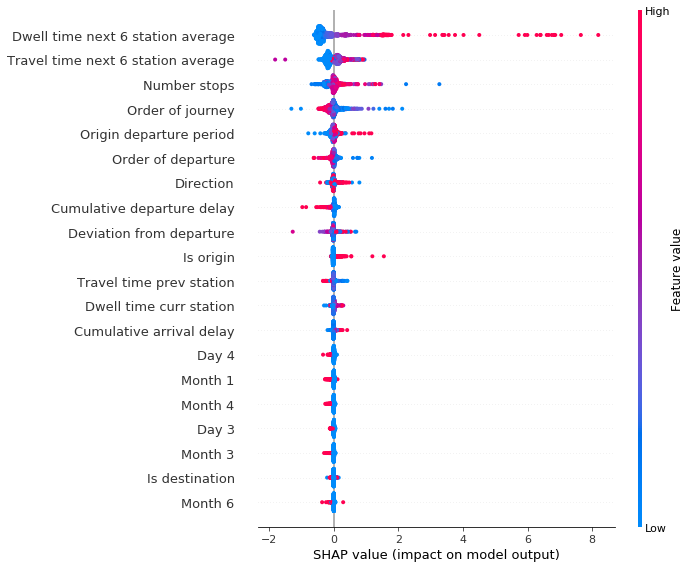 High
Dwell time next 6 station average
Travel time next 6 station average
Number stops
Order of journey
Origin departure period
Order of departure
Direction
Cumulative departure delay
Deviation from departure
Is origin
Travel time prev station
Dwell time curr station
Cumulative arrival delay
Day 4
Month 1
Month 4
Day 3
Month 3
Is destination
Month 6
Feature value
Low
−2 0 2 4 6 8
SHAP value (impact on model output)